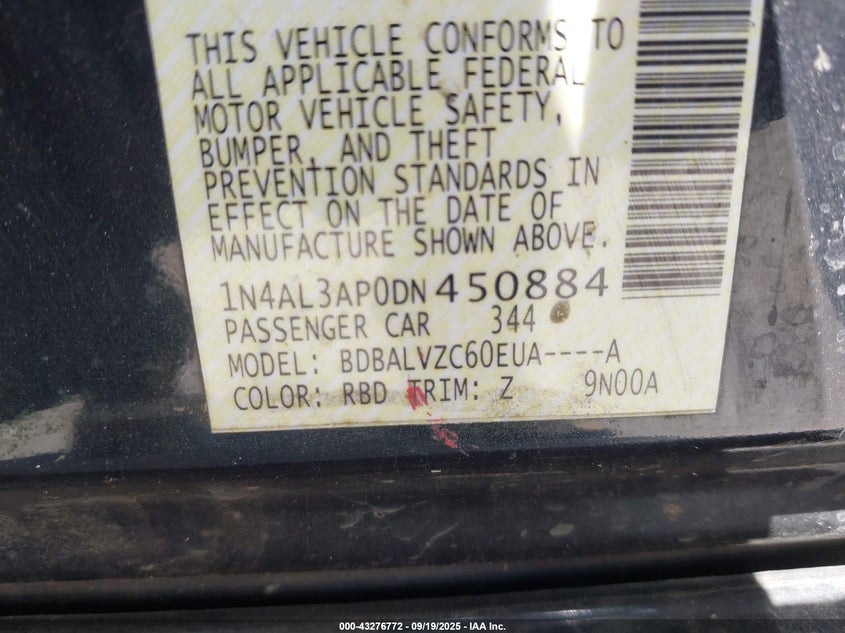 THIS VEHICLE CONFORMS TO
ALL APPLICABLE FEDERAL
MOTOR VEHICLE SAFETY,
BUMPER, AND THEFT
PREVENTION STANDARDS IN
EFFECT ON THE DATE OF
MANUFACTURE SHOWN ABOVE.
1N4AL3AP0DN450884
PASSENGER CAR 344
MODEL: BDBALVZC60EUA----A
COLOR: RBD TRIM: Z 9N00A
000-43276772 - 09/19/2025 - IAA Inc.